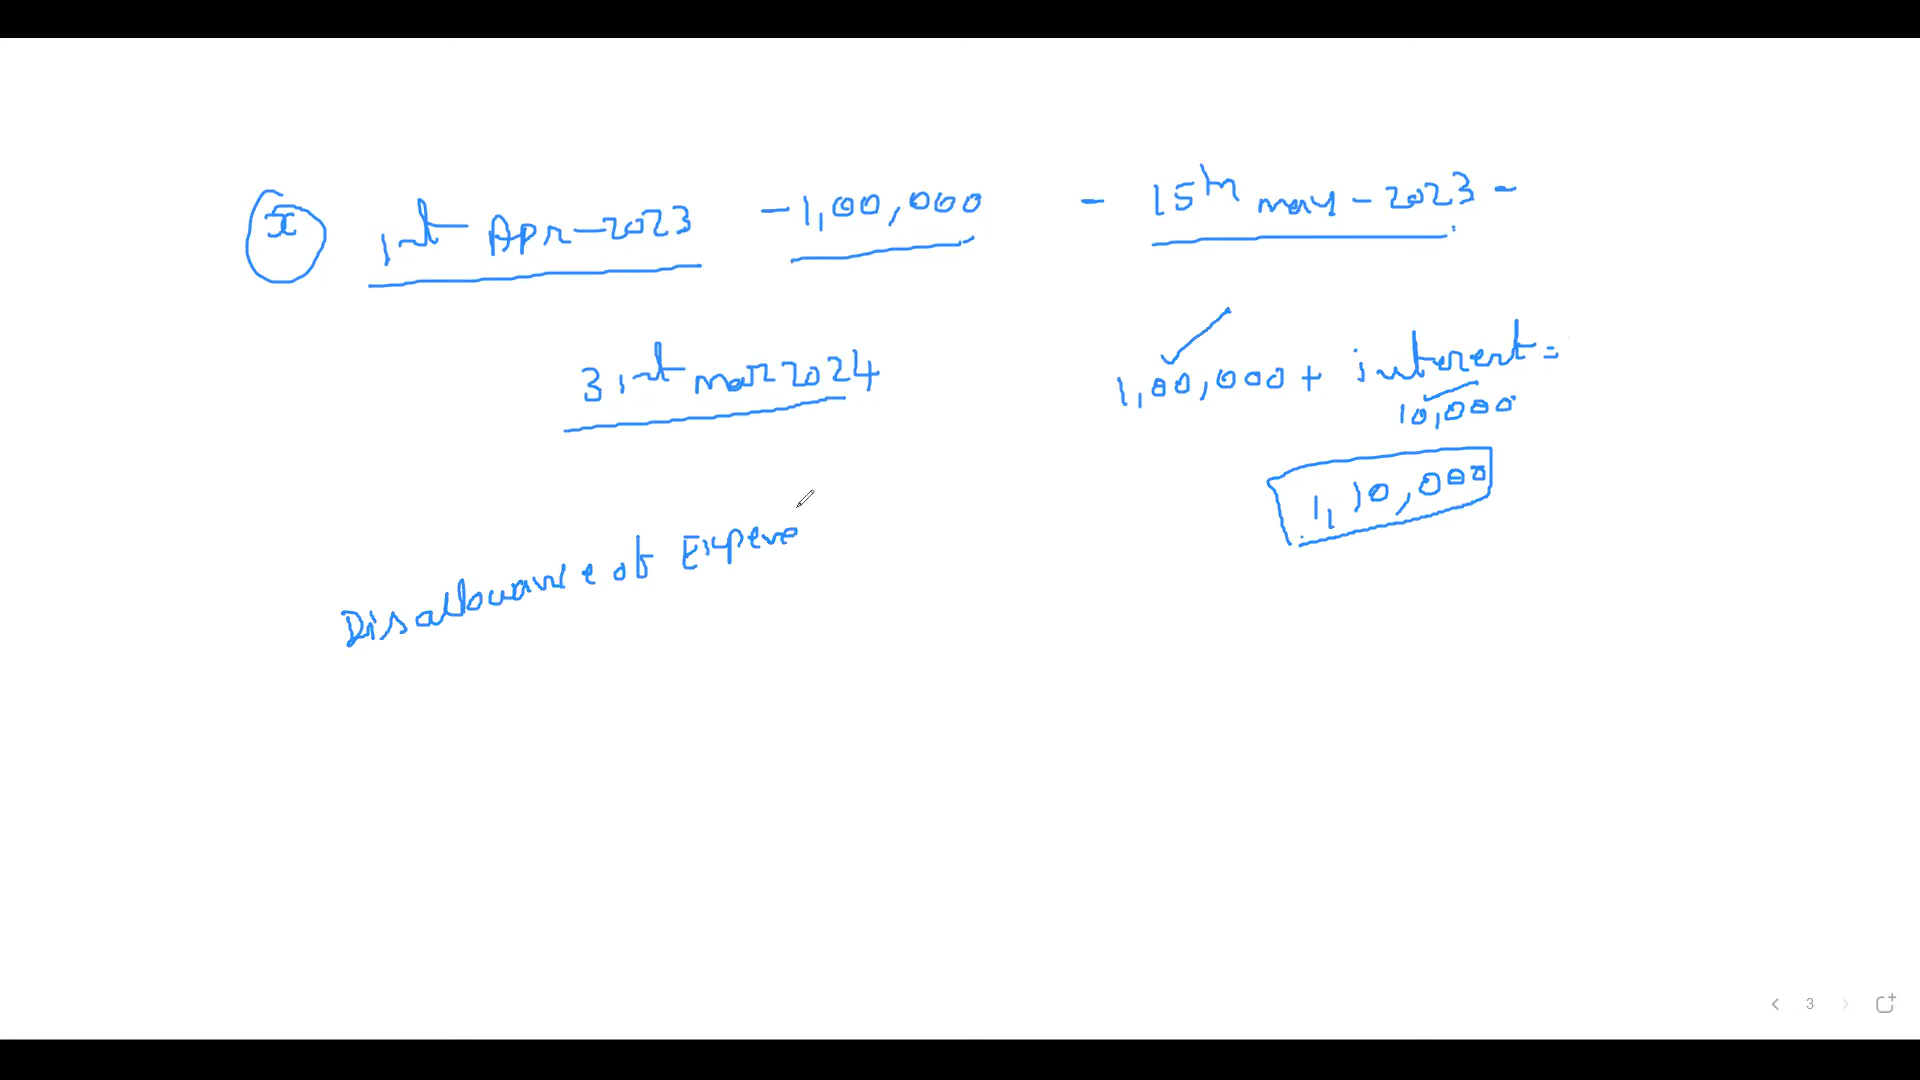 x 1st Apr-2023 - 1,00,000 - 15th may-2023 -
31st mar 2024
1,00,000 + interest =
10,000
1,10,000
Disallowance of Expense
3